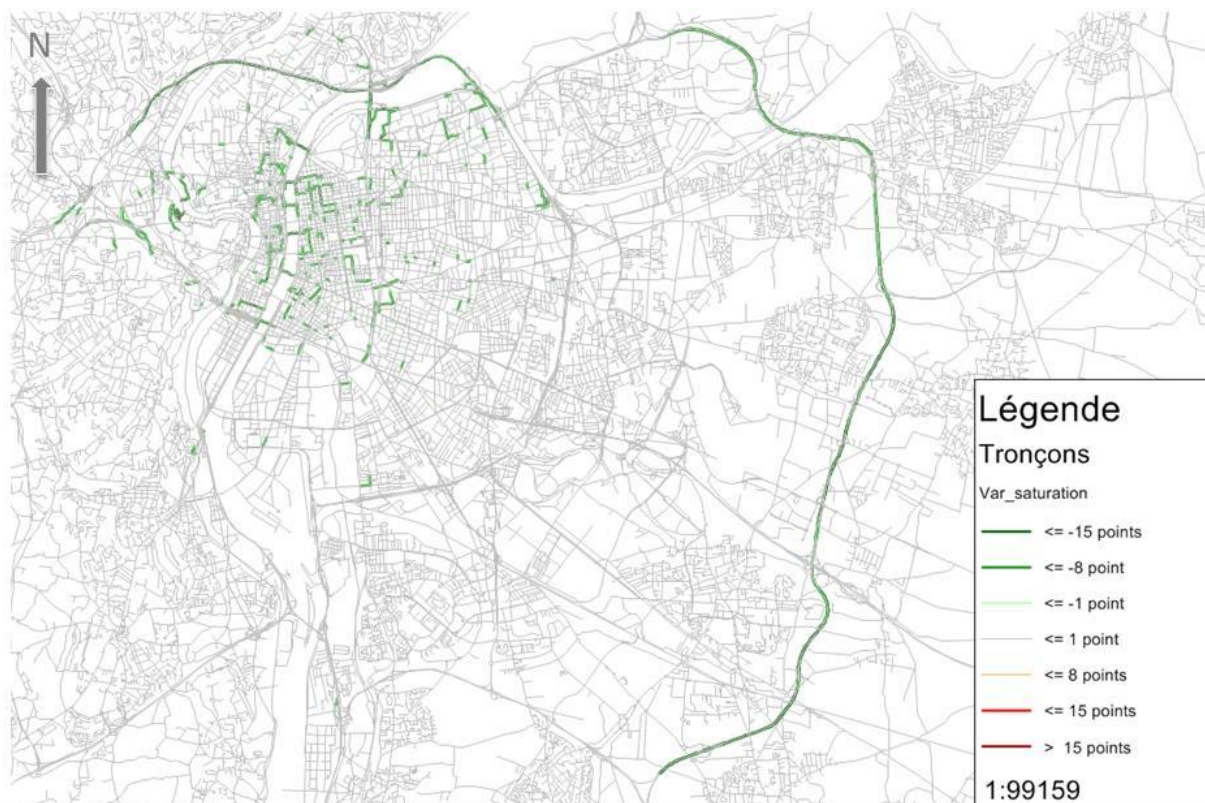 N
Légende
Tronçons
Var_saturation
<= -15 points
<= -8 point
<= -1 point
<= 1 point
<= 8 points
<= 15 points
> 15 points
1:99159